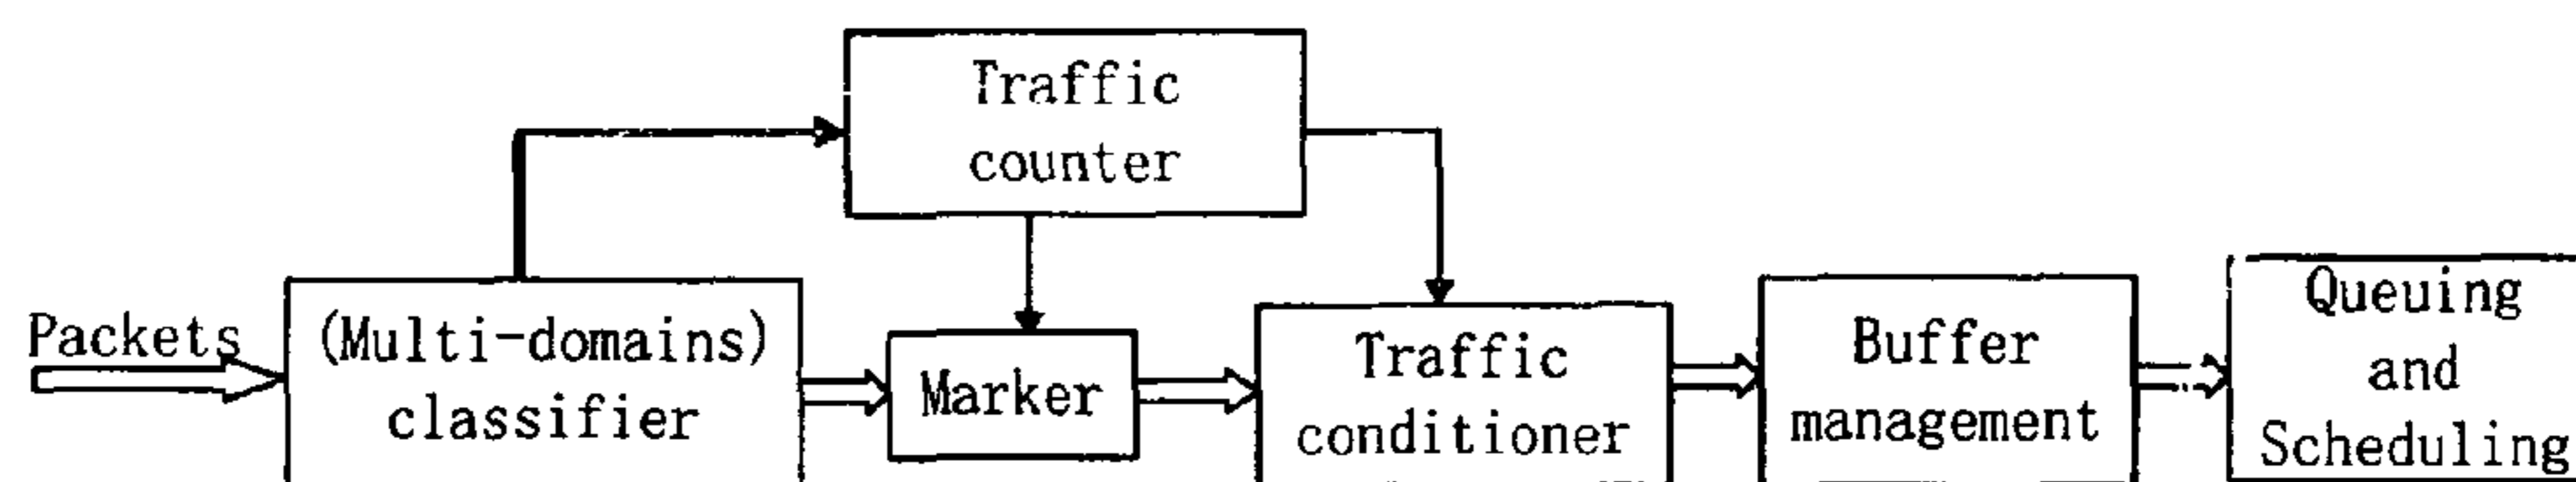 Traffic
counter
Packets
(Multi-domains)
classifier
Marker
Traffic
conditioner
Buffer
management
Queuing
and
Scheduling